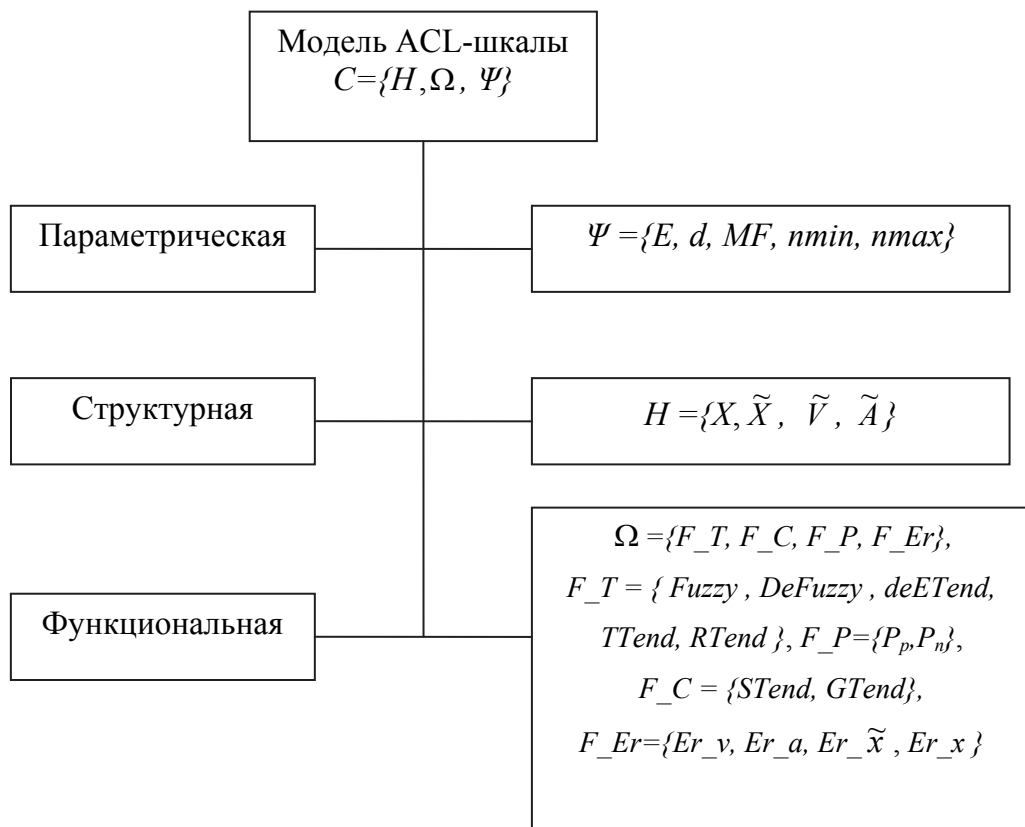 Модель ACL-шкалы
C={H,Ω, Ψ}
Параметрическая
Ψ ={E, d, MF, nmin, nmax}
Структурная
H ={X, X̃, Ṽ, Ã}
Функциональная
Ω ={F_T, F_C, F_P, F_Er},
F_T = { Fuzzy , DeFuzzy , deETend,
TTend, RTend }, F_P={Pₚ,Pₙ},
F_C = {STend, GTend},
F_Er={Er_v, Er_a, Er_x̃ , Er_x }